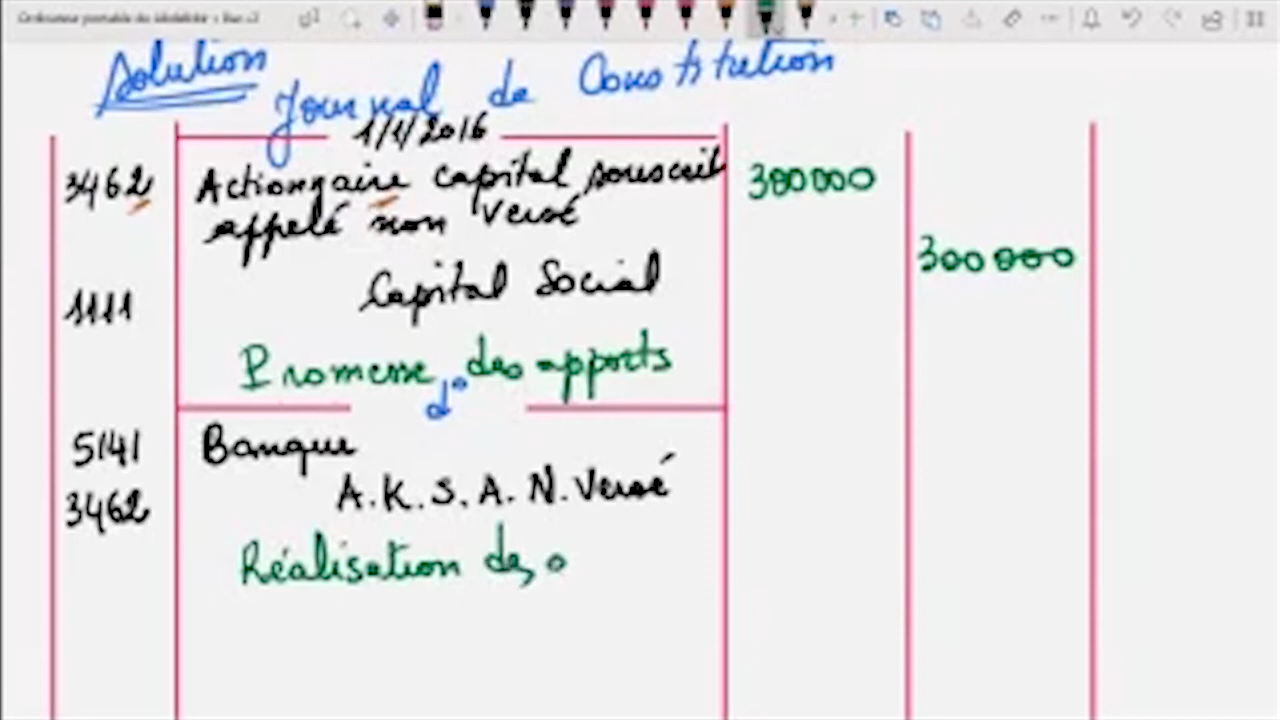 Solution
Journal de Constitution
1/1/2016
3462 Actionnaire capital souscrit 300000
appelé non versé
300000
1111 Capital Social
Promesse des apports
d°
5141 Banque
3462 A.K.S.A.N. Versé
Réalisation des